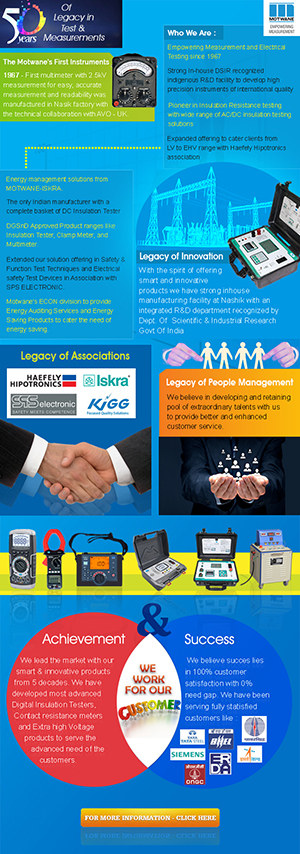 50
years
Of
Legacy in
Test &
Measurements
MOTWANE
The Motwane's First Instruments
1967 - First multimeter with 2.5kV
measurement for easy, accurate
measurement and readability was
manufactured in Nasik factory with
the technical collaboration with AVO - UK.
Who We Are :
Empowering Measurement and Electrical
Testing since 1967
Strong In-house DSIR recognized
indigenous R&D facility to develop high
precision instruments of international quality
Pioneer in Insulation Resistance testing
with wide range of AC/DC insulation testing
solutions.
Expanded offering to cater clients from
LV to EHV range with Haefely Hipotronics
association
Energy management solutions from
MOTWANE-ISKRA.
The only Indian manufacturer with a
complete basket of DC Insulation Tester
DGSnD Approved Product ranges like
Insulation Tester, Clamp Meter, and
Multimeter.
Extended our solution offering in Safety &
Function Test Techniques and Electrical
safety Test Devices in Association with
SPS ELECTRONIC.
Motwane's ECON division to provide
Energy Auditing Services and Energy
Saving Products to cater the need of
energy saving
Legacy of Innovation
With the spirit of offering
smart and innovative
products we have strong inhouse
manufacturing facility at Nashik with an
integrated R&D department recognized by
Dept. Of Scientific & Industrial Research
Govt Of India
Legacy of Associations
HAEFELY
HIPOTRONICS
Iskra
SPS electronic
SAFETY MEETS COMPETENCE
KJGG
Focused Quality Solutions
Legacy of People Management
We believe in developing and retaining
pool of extraordinary talents with us
to provide better and enhanced
customer service.
&
Achievement
We lead the market with our
smart & innovative products
from 5 decades. We have
developed most advanced
Digital Insulation Testers,
Contact resistance meters
and Extra high Voltage
products to serve the
advanced need of the
customers.
WE
WORK
FOR OUR
CUSTOMER
Success
We believe succes lies
in 100% customer
satisfaction with 0%
need gap. We have been
serving fully statisfied
customers like :
TATA
TATA STEEL
BHEL
SIEMENS
ERDA
ONGC
FOR MORE INFORMATION - CLICK HERE